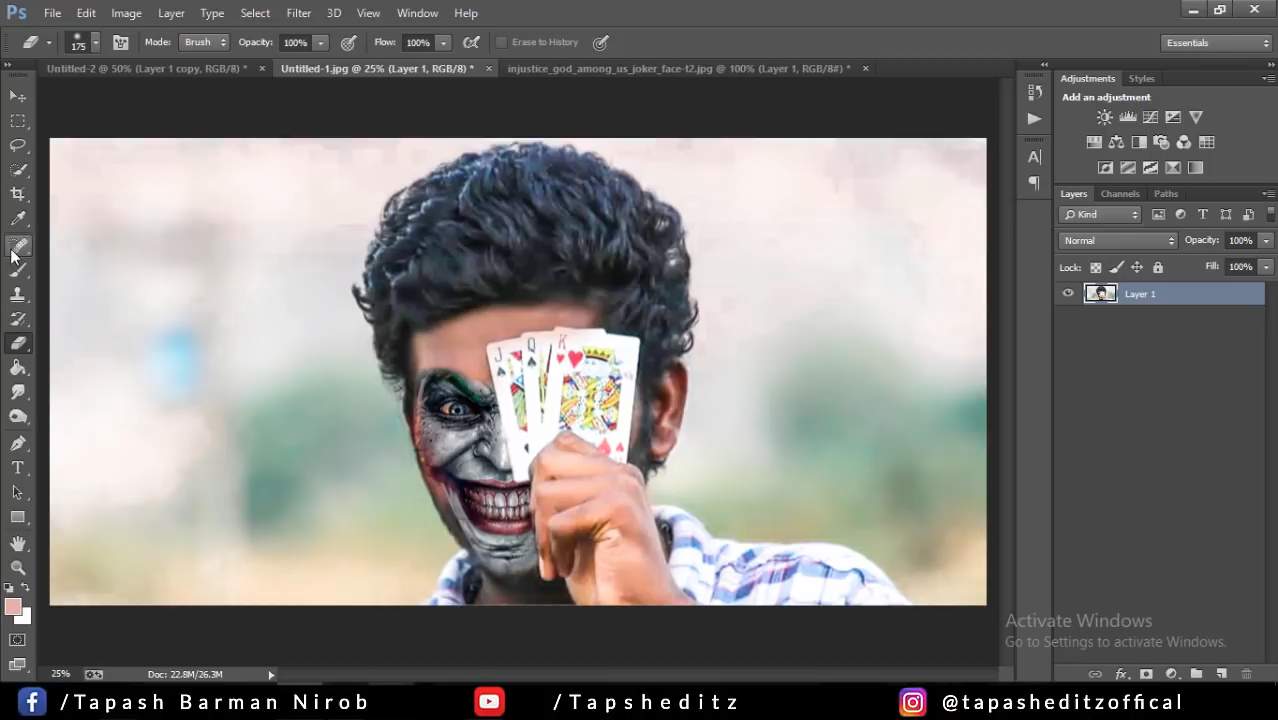 Ps File Edit Image Layer Type Select Filter 3D View Window Help
175 Mode: Brush Opacity: 100% Flow: 100% Erase to History Essentials
Untitled-2 @ 50% (Layer 1 copy, RGB/8) * Untitled-1.jpg @ 25% (Layer 1, RGB/8) * injustice_god_among_us_joker_face-t2.jpg @ 100% (Layer 1, RGB/8#) *
Adjustments Styles
Add an adjustment
Layers Channels Paths
Kind
Normal Opacity: 100%
Lock: Fill: 100%
Layer 1
J Q K
Activate Windows
Go to Settings to activate Windows.
25% Doc: 22.8M/26.3M
/Tapash Barman Nirob /Tapsheditz @tapasheditzoffical